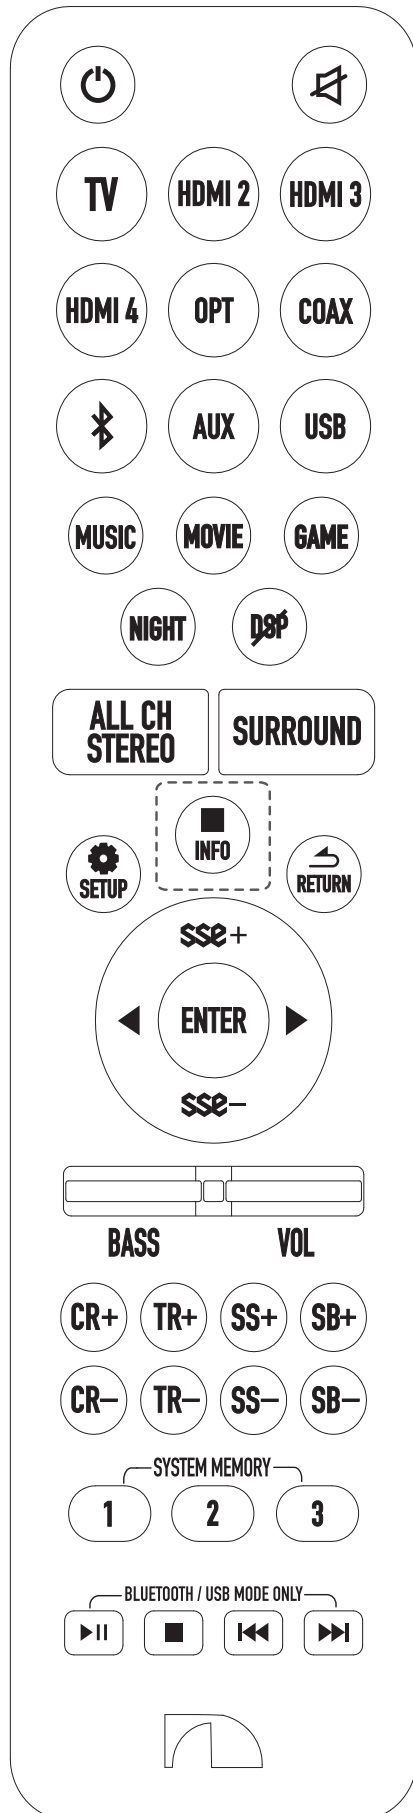 TV HDMI 2 HDMI 3
HDMI 4 OPT COAX
AUX USB
MUSIC MOVIE GAME
NIGHT DSP
ALL CH
STEREO
SURROUND
INFO
SETUP RETURN
sse+
ENTER
sse−
BASS VOL
CR+ TR+ SS+ SB+
CR− TR− SS− SB−
SYSTEM MEMORY
1 2 3
BLUETOOTH / USB MODE ONLY